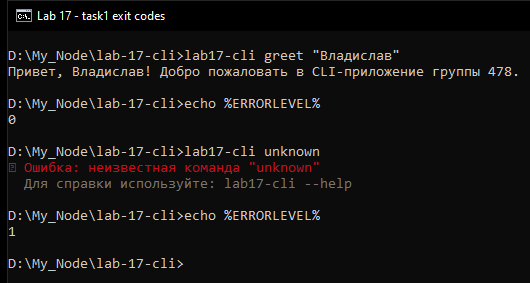 Lab 17 - task1 exit codes
D:\My_Node\lab-17-cli>lab17-cli greet "Владислав"
Привет, Владислав! Добро пожаловать в CLI-приложение группы 478.
D:\My_Node\lab-17-cli>echo %ERRORLEVEL%
0
D:\My_Node\lab-17-cli>lab17-cli unknown
Ошибка: неизвестная команда "unknown"
Для справки используйте: lab17-cli --help
D:\My_Node\lab-17-cli>echo %ERRORLEVEL%
1
D:\My_Node\lab-17-cli>